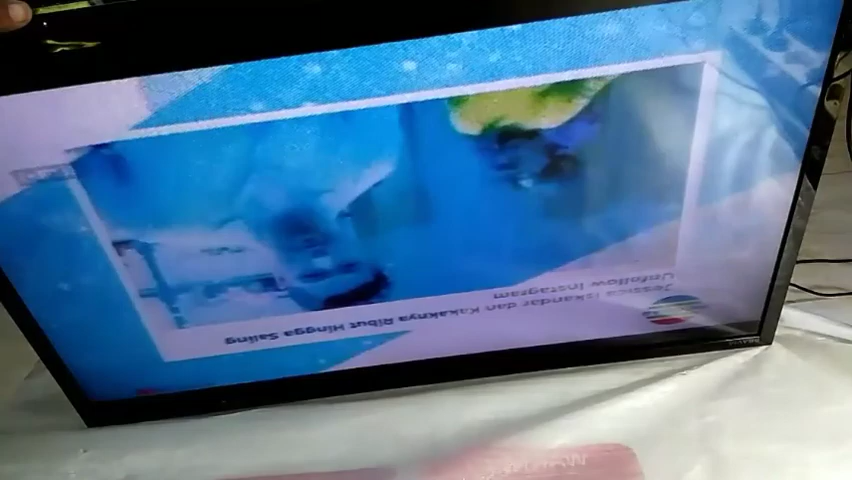 Jessica Iskandar dan Kakaknya Ribut Hingga Saling
Unfollow Instagram